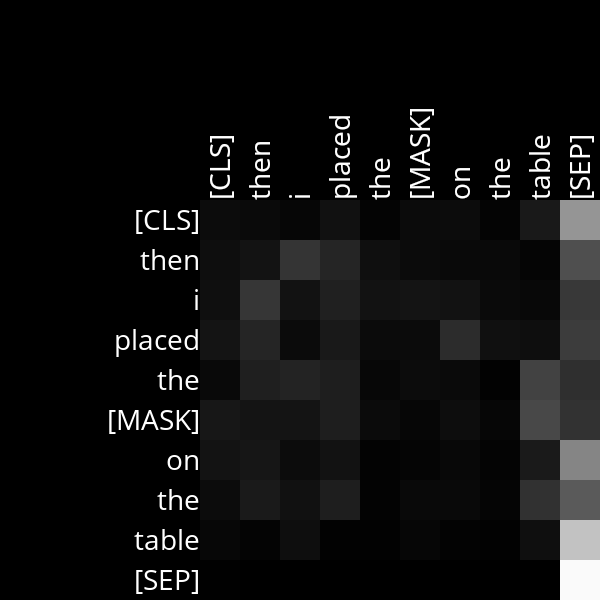 [CLS] then i placed the [MASK] on the table [SEP]
[CLS]
then
i
placed
the
[MASK]
on
the
table
[SEP]